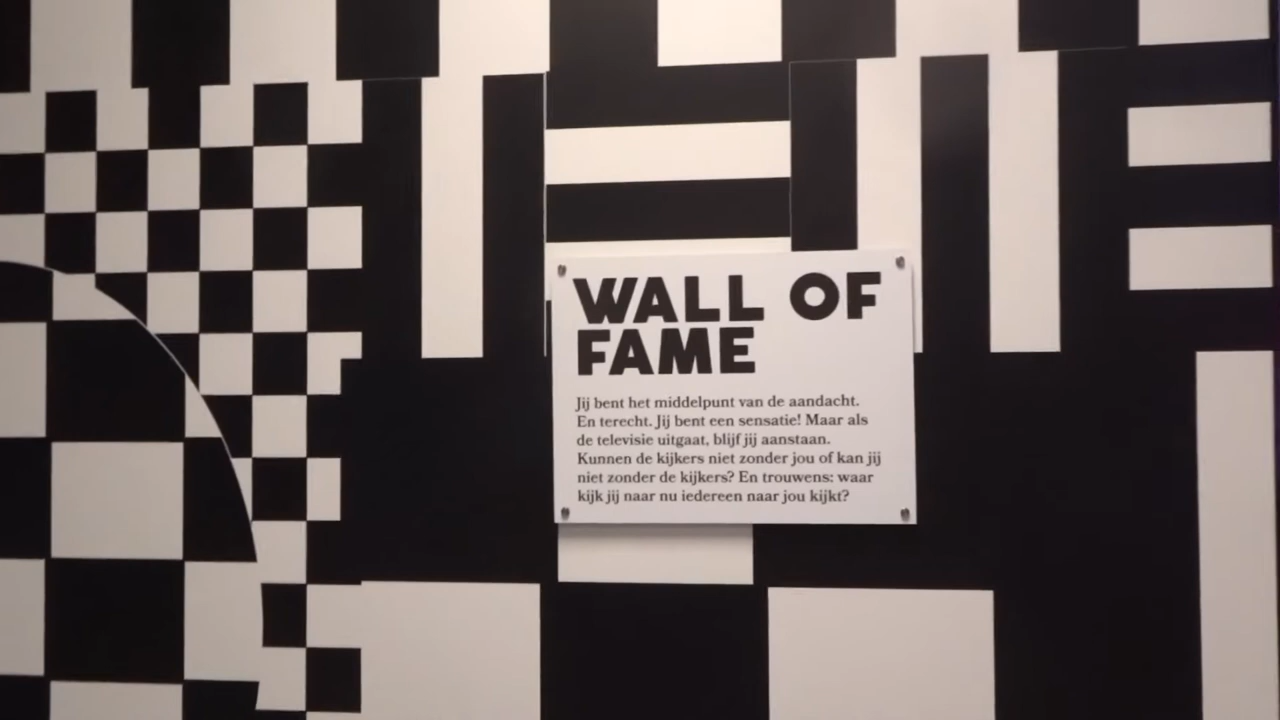 WALL OF
FAME
Jij bent het middelpunt van de aandacht.
En terecht. Jij bent een sensatie! Maar als
de televisie uitgaat, blijf jij aanstaan.
Kunnen de kijkers niet zonder jou of kan jij
niet zonder de kijkers? En trouwens: waar
kijk jij naar nu iedereen naar jou kijkt?